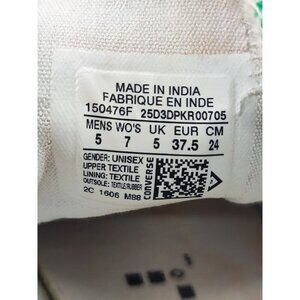 MADE IN INDIA
FABRIQUE EN INDE
150476F 25D3DPKR00705
MENS WO'S UK EUR CM
5 7 5 37.5 24
GENDER: UNISEX
UPPER TEXTILE
LINING: TEXTILE
OUTSOLE: TEXTILE/RUBBER
2C 1606 M88
CONVERSE